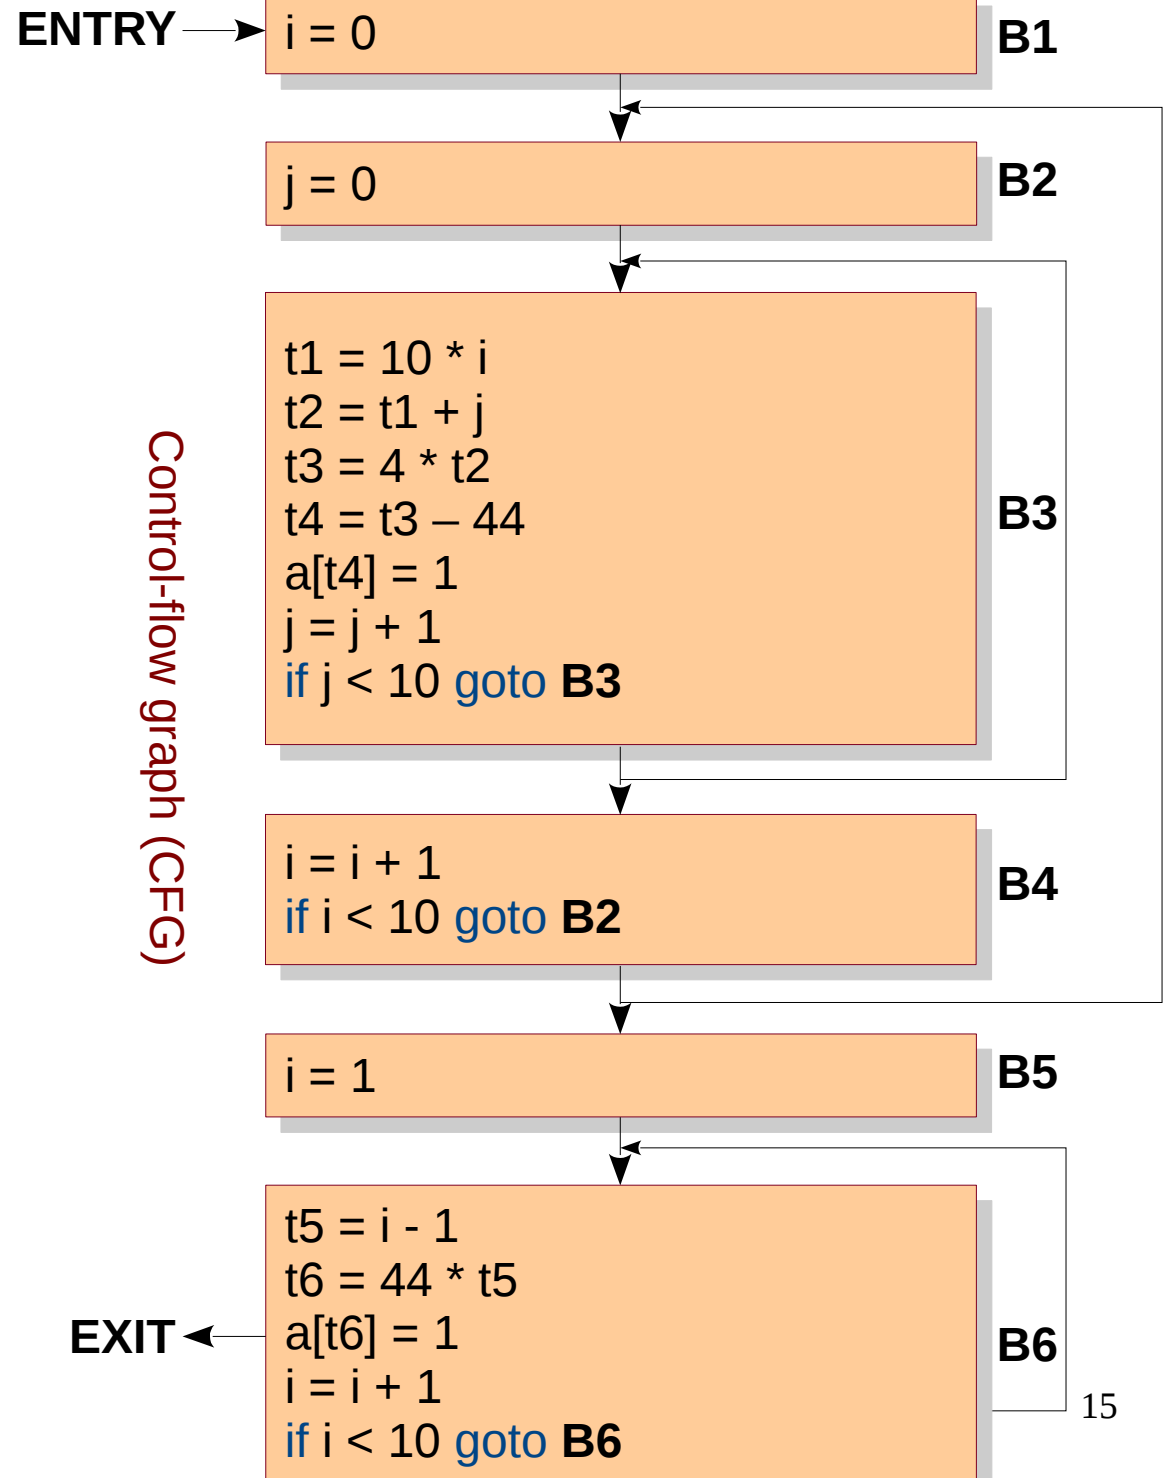 ENTRY
i = 0
B1
j = 0
B2
t1 = 10 * i
t2 = t1 + j
t3 = 4 * t2
t4 = t3 – 44
a[t4] = 1
j = j + 1
if j < 10 goto B3
B3
Control-flow graph (CFG)
i = i + 1
if i < 10 goto B2
B4
i = 1
B5
t5 = i - 1
t6 = 44 * t5
a[t6] = 1
i = i + 1
if i < 10 goto B6
EXIT
B6
15